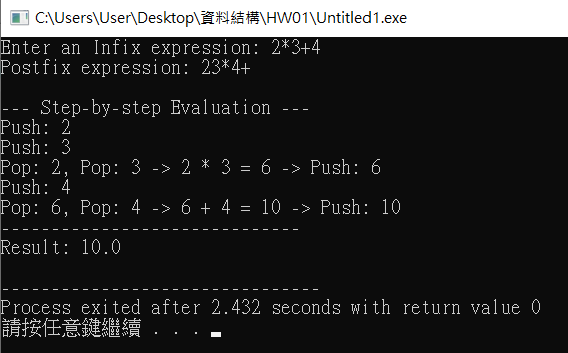 C:\Users\User\Desktop\資料結構\HW01\Untitled1.exe
Enter an Infix expression: 2*3+4
Postfix expression: 23*4+
--- Step-by-step Evaluation ---
Push: 2
Push: 3
Pop: 2, Pop: 3 -> 2 * 3 = 6 -> Push: 6
Push: 4
Pop: 6, Pop: 4 -> 6 + 4 = 10 -> Push: 10
------------------------------
Result: 10.0
--------------------------------
Process exited after 2.432 seconds with return value 0
請按任意鍵繼續 . . .